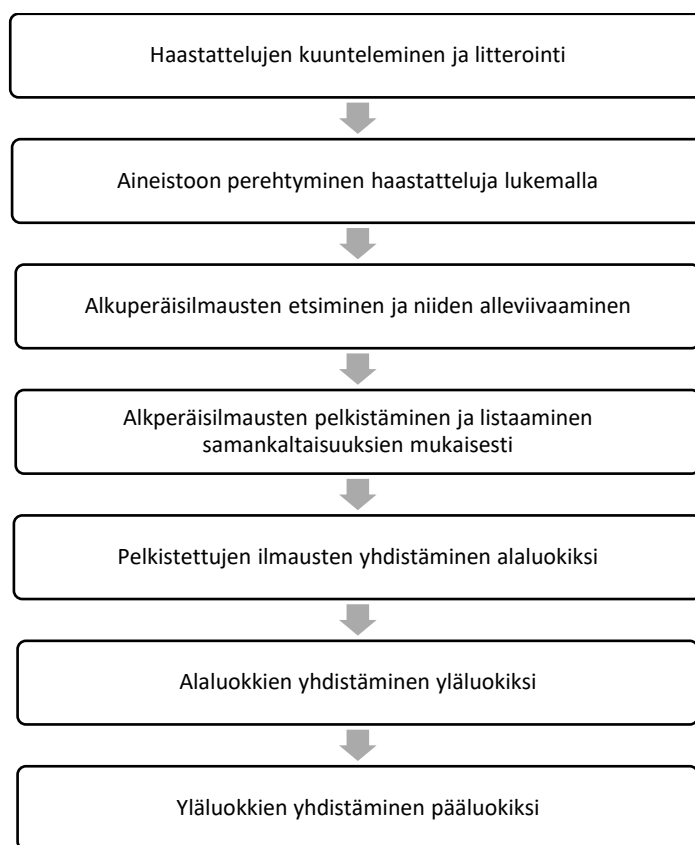 Haastattelujen kuunteleminen ja litterointi
Aineistoon perehtyminen haastatteluja lukemalla
Alkuperäisilmausten etsiminen ja niiden alleviivaaminen
Alkperäisilmausten pelkistäminen ja listaaminen
samankaltaisuuksien mukaisesti
Pelkistettujen ilmausten yhdistäminen alaluokiksi
Alaluokkien yhdistäminen yläluokiksi
Yläluokkien yhdistäminen pääluokiksi